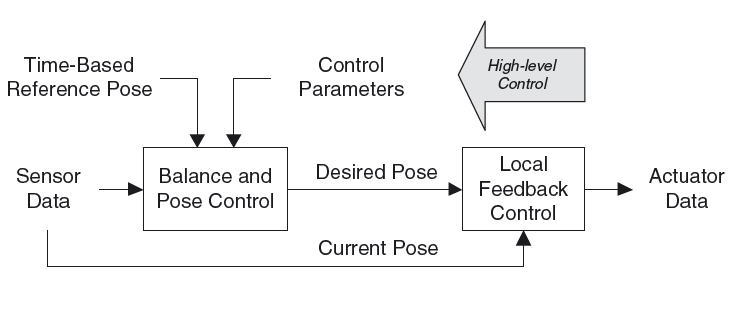 Time-Based
Reference Pose
Control
Parameters
High-level
Control
Sensor
Data
Balance and
Pose Control
Desired Pose
Local
Feedback
Control
Actuator
Data
Current Pose